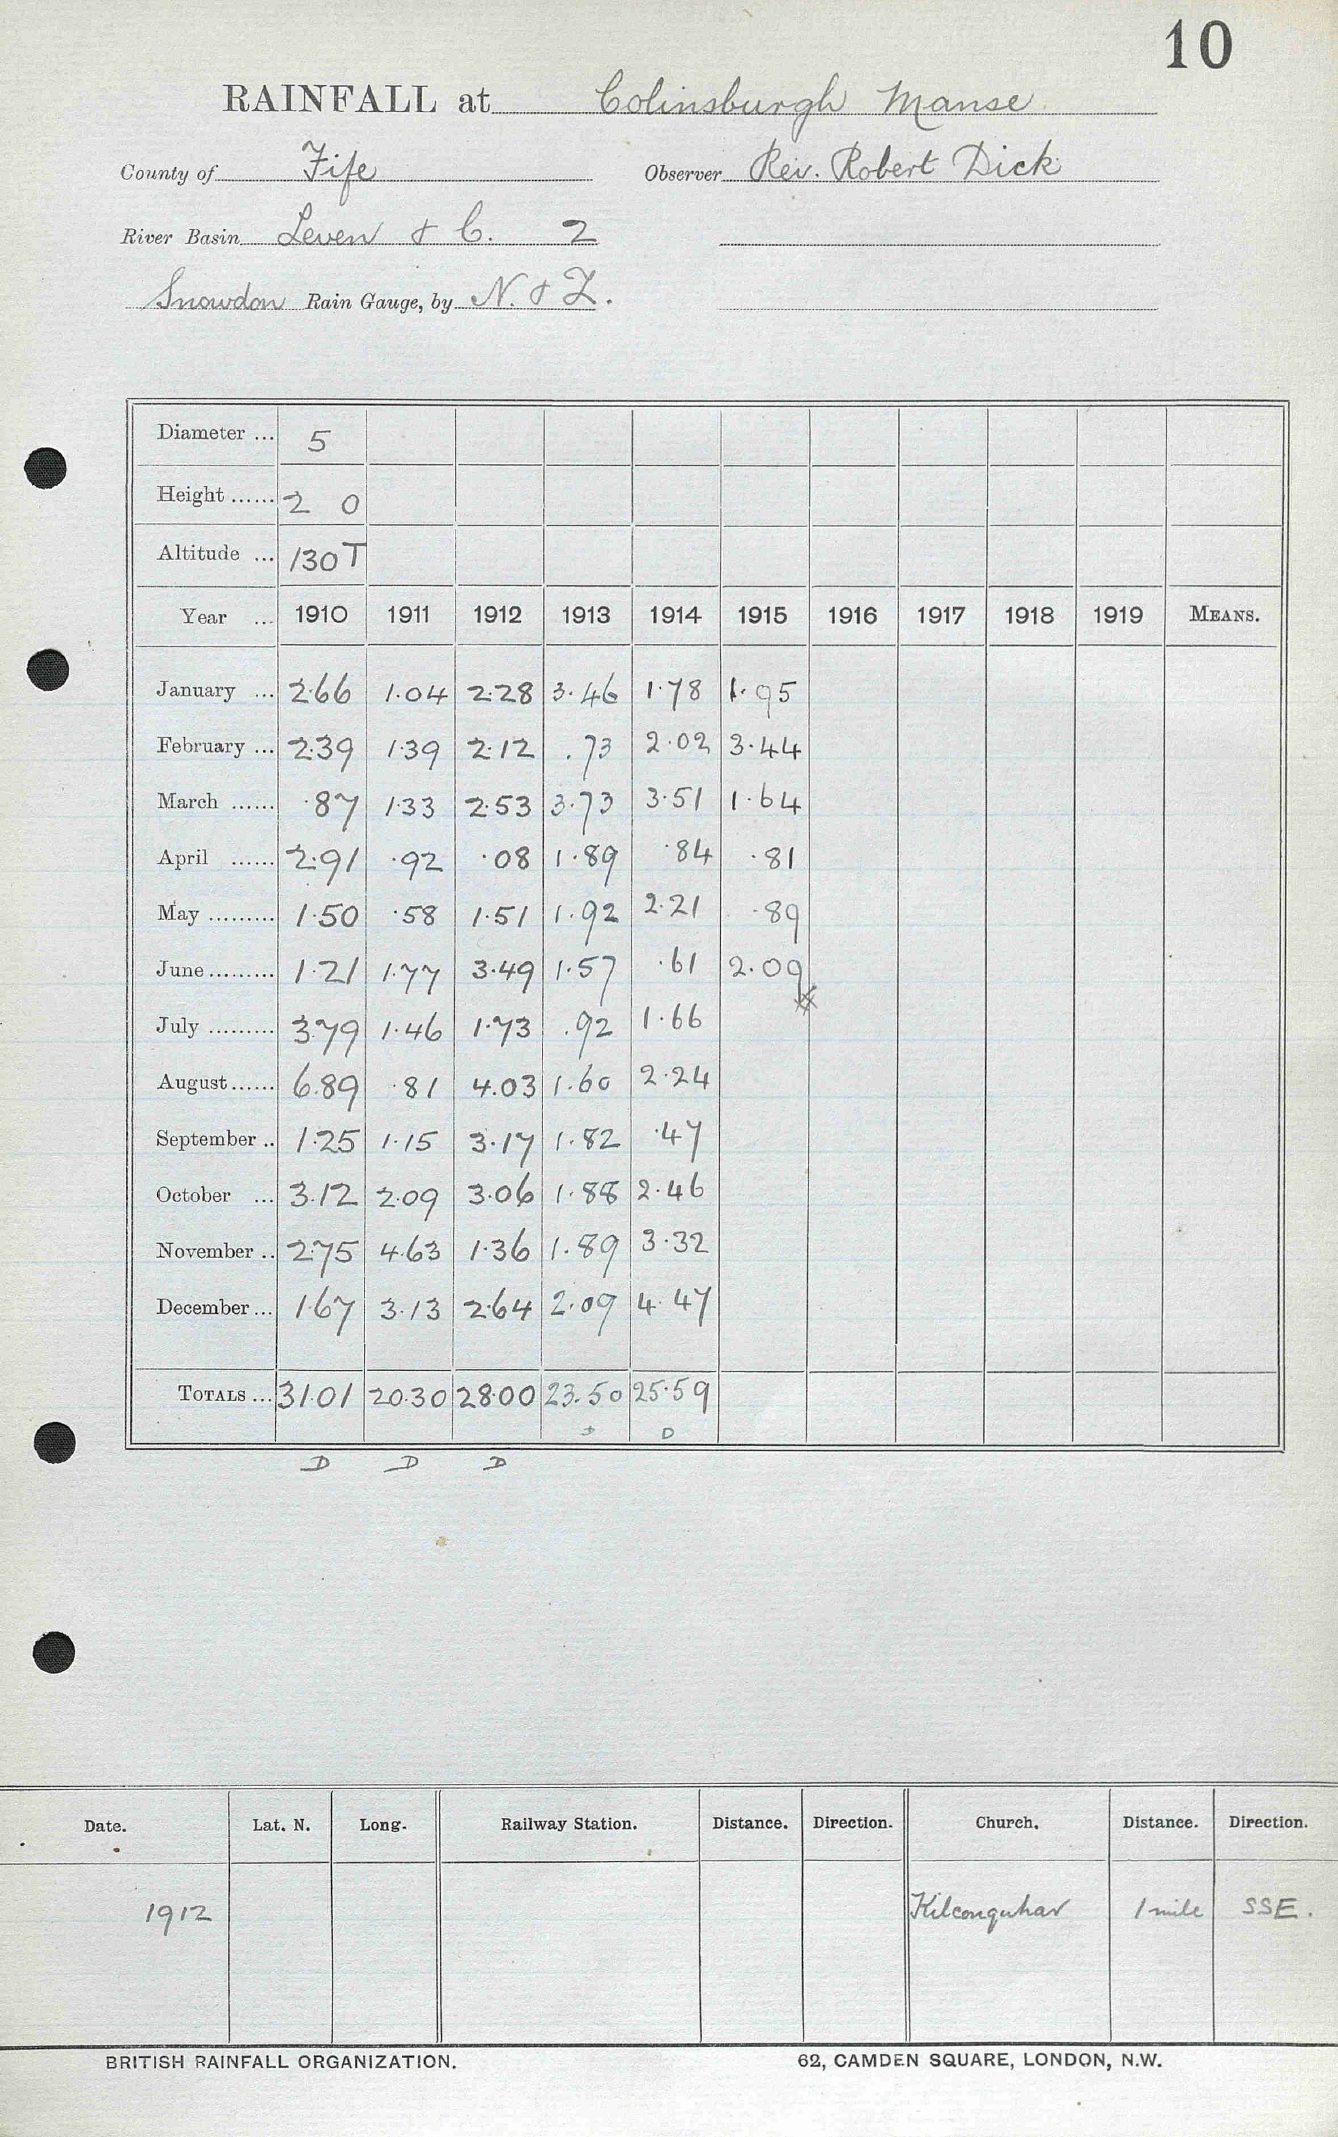 10
RAINFALL at Colinsburgh Manse
County of Fife Observer Rev. Robert Dick
River Basin Leven & C. 2
Snowdon Rain Gauge, by N. & Z.
Diameter ... 5
Height ...... 2 0
Altitude ... 130 T
Year ... 1910 1911 1912 1913 1914 1915 1916 1917 1918 1919 MEANS.
January ... 2.66 1.04 2.28 3.46 1.78 1.95
February ... 2.39 1.39 2.12 .73 2.02 3.44
March ...... .87 1.33 2.53 3.73 3.51 1.64
April ...... 2.91 .92 .08 1.89 .84 .81
May ......... 1.50 .58 1.51 1.92 2.21 .89
June ......... 1.21 1.77 3.49 1.57 .61 2.09
July ......... 3.79 1.46 1.73 .92 1.66
August ...... 6.89 .81 4.03 1.60 2.24
September .. 1.25 1.15 3.17 1.82 .47
October ... 3.12 2.09 3.06 1.88 2.46
November .. 2.75 4.63 1.36 1.89 3.32
December ... 1.67 3.13 2.64 2.09 4.47
TOTALS ... 31.01 20.30 28.00 23.50 25.59
D
D D D
Date. Lat. N. Long. Railway Station. Distance. Direction. Church. Distance. Direction.
1912 Kilconquhar 1 mile SSE.
BRITISH RAINFALL ORGANIZATION. 62, CAMDEN SQUARE, LONDON, N.W.